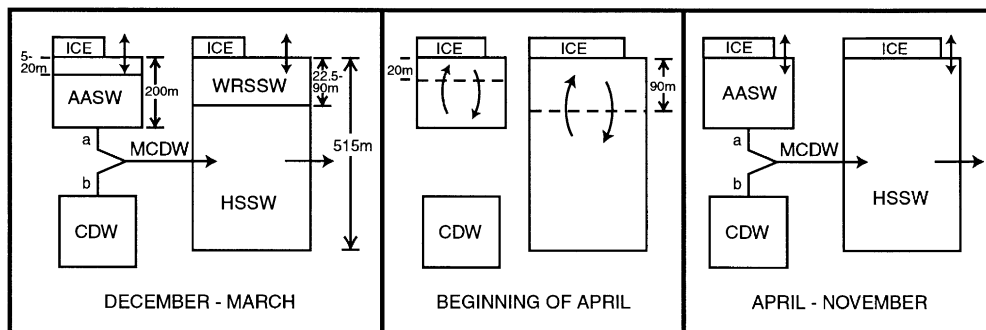 ICE
5-
20m
AASW
200m
a
MCDW
b
CDW
ICE
WRSSW
22.5-
90m
515m
HSSW
DECEMBER - MARCH
ICE
20m
CDW
ICE
90m
BEGINNING OF APRIL
ICE
AASW
a
MCDW
b
CDW
ICE
HSSW
APRIL - NOVEMBER